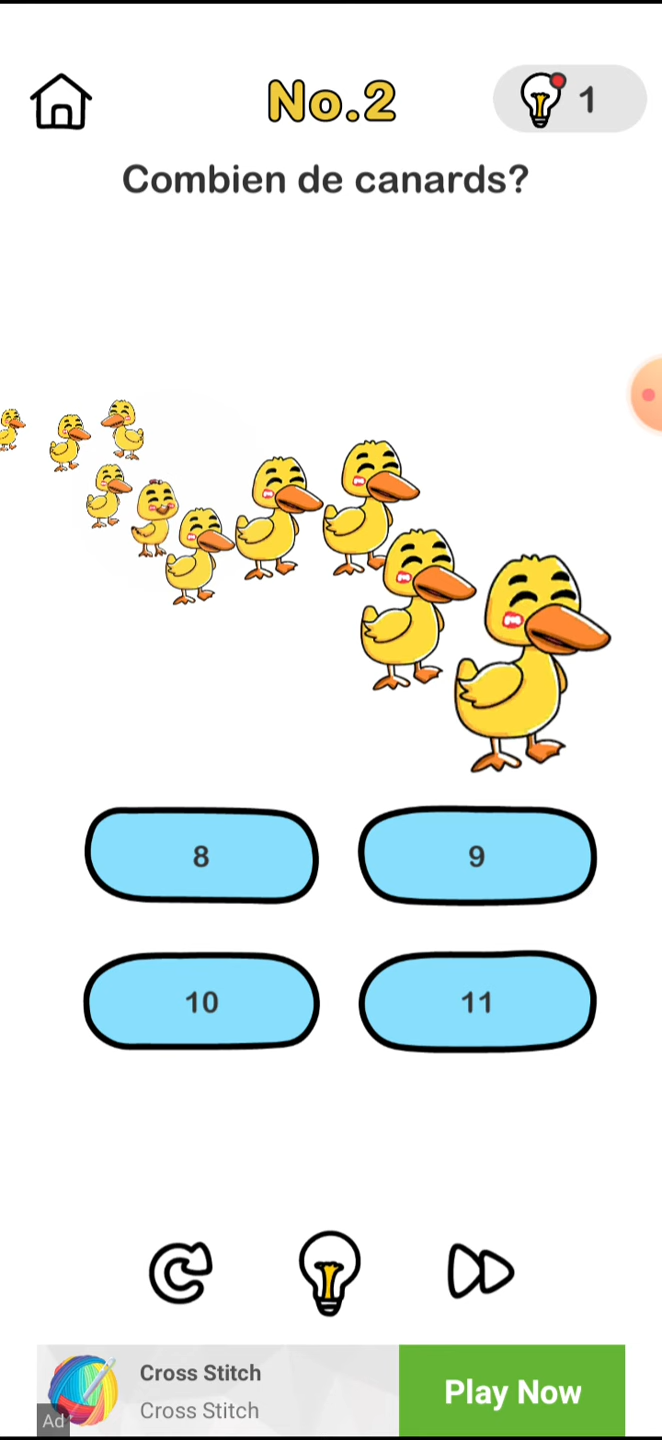 No.2
1
Combien de canards?
8
9
10
11
Cross Stitch
Cross Stitch
Ad
Play Now